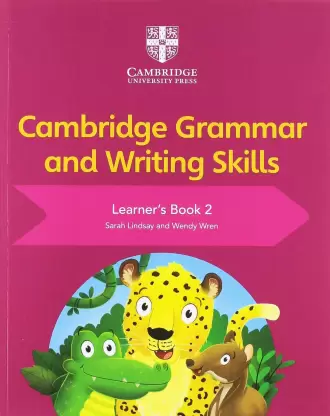 CAMBRIDGE
UNIVERSITY PRESS
Cambridge Grammar
and Writing Skills
Learner's Book 2
Sarah Lindsay and Wendy Wren